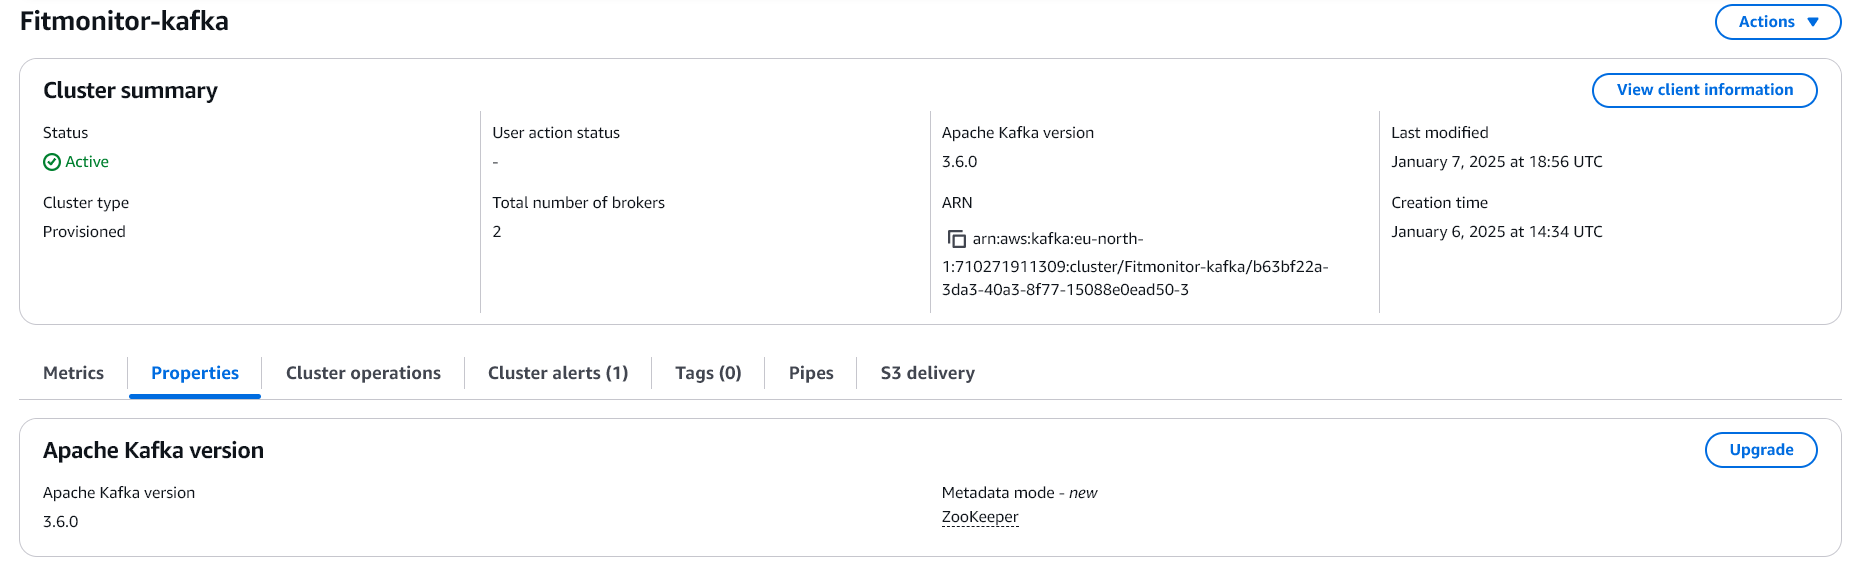 Fitmonitor-kafka
Actions
Cluster summary
View client information
Status
Active
Cluster type
Provisioned
User action status
-
Total number of brokers
2
Apache Kafka version
3.6.0
ARN
arn:aws:kafka:eu-north-
1:710271911309:cluster/Fitmonitor-kafka/b63bf22a-
3da3-40a3-8f77-15088e0ead50-3
Last modified
January 7, 2025 at 18:56 UTC
Creation time
January 6, 2025 at 14:34 UTC
Metrics
Properties
Cluster operations
Cluster alerts (1)
Tags (0)
Pipes
S3 delivery
Apache Kafka version
Upgrade
Apache Kafka version
3.6.0
Metadata mode - new
ZooKeeper